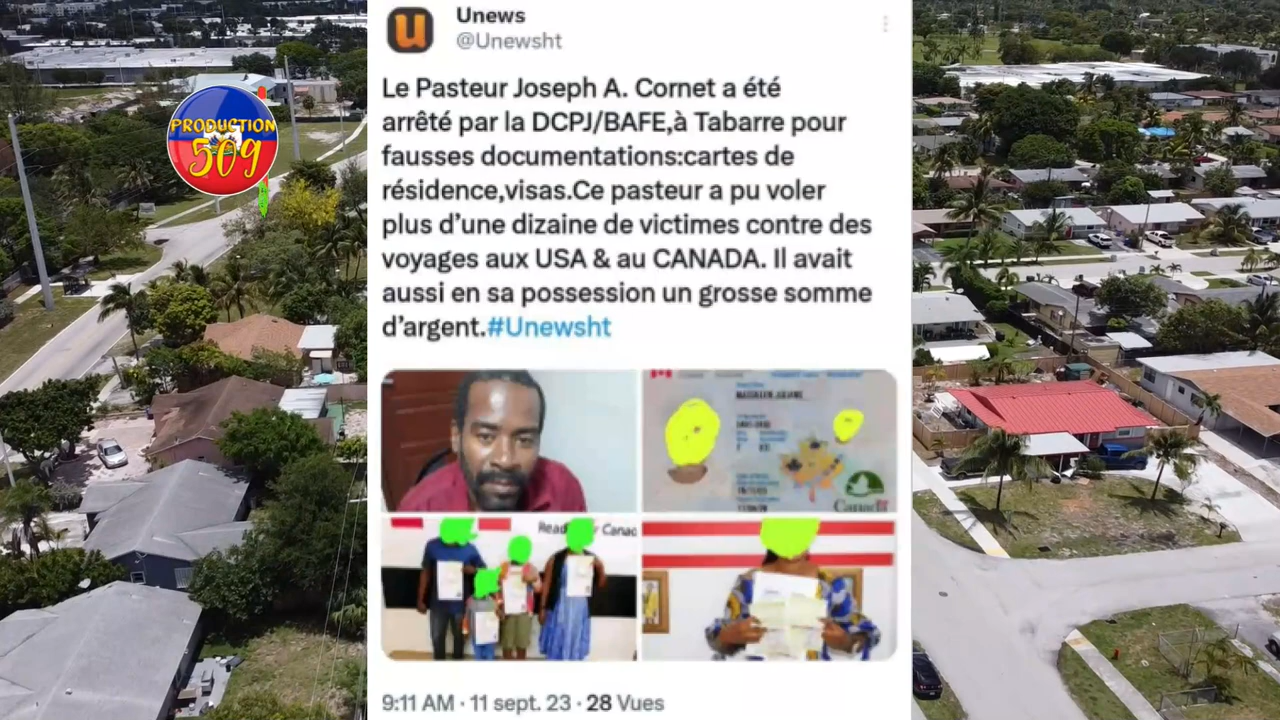 Unews
@Unewsht
PRODUCTION
509
Le Pasteur Joseph A. Cornet a été
arrêté par la DCPJ/BAFE,à Tabarre pour
fausses documentations:cartes de
résidence,visas.Ce pasteur a pu voler
plus d’une dizaine de victimes contre des
voyages aux USA & au CANADA. Il avait
aussi en sa possession un grosse somme
d’argent.#Unewsht
Canada
9:11 AM · 11 sept. 23 · 28 Vues